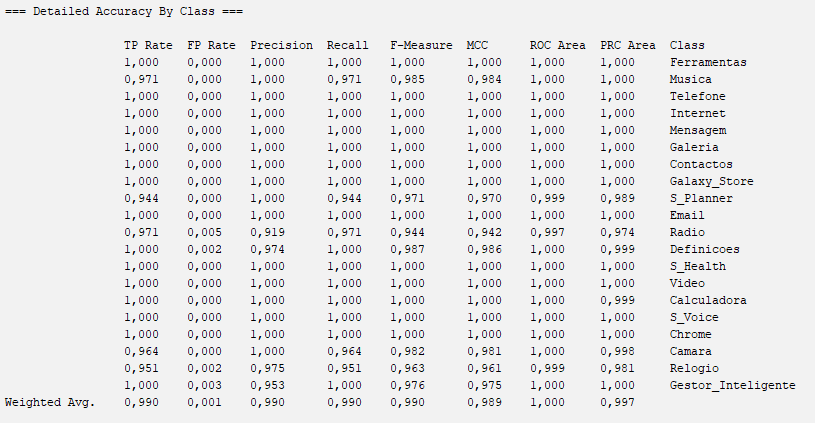 === Detailed Accuracy By Class ===
TP Rate FP Rate Precision Recall F-Measure MCC ROC Area PRC Area Class
1,000 0,000 1,000 1,000 1,000 1,000 1,000 1,000 Ferramentas
0,971 0,000 1,000 0,971 0,985 0,984 1,000 1,000 Musica
1,000 0,000 1,000 1,000 1,000 1,000 1,000 1,000 Telefone
1,000 0,000 1,000 1,000 1,000 1,000 1,000 1,000 Internet
1,000 0,000 1,000 1,000 1,000 1,000 1,000 1,000 Mensagem
1,000 0,000 1,000 1,000 1,000 1,000 1,000 1,000 Galeria
1,000 0,000 1,000 1,000 1,000 1,000 1,000 1,000 Contactos
1,000 0,000 1,000 1,000 1,000 1,000 1,000 1,000 Galaxy_Store
0,944 0,000 1,000 0,944 0,971 0,970 0,999 0,989 S_Planner
1,000 0,000 1,000 1,000 1,000 1,000 1,000 1,000 Email
0,971 0,005 0,919 0,971 0,944 0,942 0,997 0,974 Radio
1,000 0,002 0,974 1,000 0,987 0,986 1,000 0,999 Definicoes
1,000 0,000 1,000 1,000 1,000 1,000 1,000 1,000 S_Health
1,000 0,000 1,000 1,000 1,000 1,000 1,000 1,000 Video
1,000 0,000 1,000 1,000 1,000 1,000 1,000 0,999 Calculadora
1,000 0,000 1,000 1,000 1,000 1,000 1,000 1,000 S_Voice
1,000 0,000 1,000 1,000 1,000 1,000 1,000 1,000 Chrome
0,964 0,000 1,000 0,964 0,982 0,981 1,000 0,998 Camara
0,951 0,002 0,975 0,951 0,963 0,961 0,999 0,981 Relogio
1,000 0,003 0,953 1,000 0,976 0,975 1,000 1,000 Gestor_Inteligente
Weighted Avg. 0,990 0,001 0,990 0,990 0,990 0,989 1,000 0,997